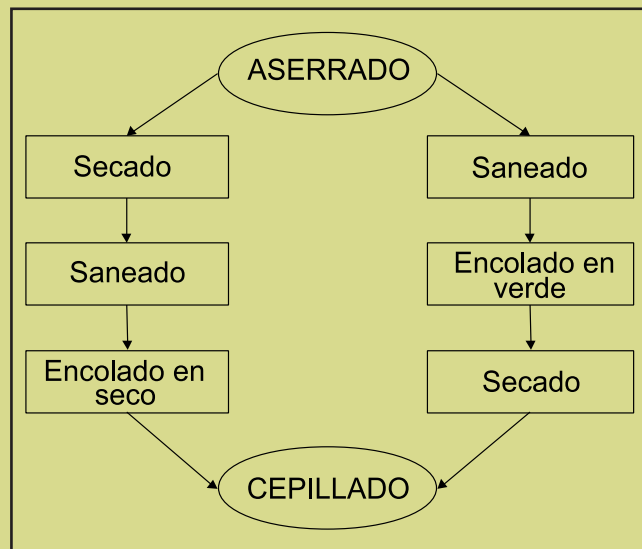 ASERRADO
Secado
Saneado
Encolado en
seco
Saneado
Encolado en
verde
Secado
CEPILLADO